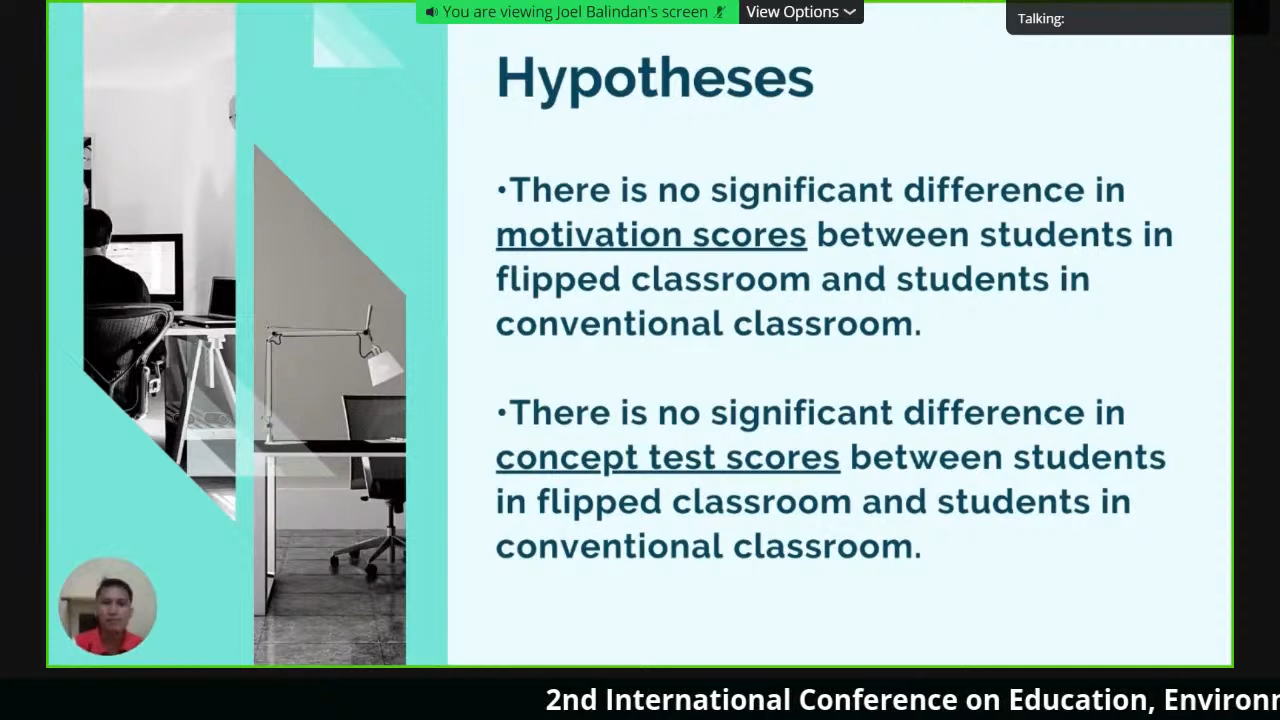 You are viewing Joel Balindan's screen
View Options
Talking:
Hypotheses
•There is no significant difference in
motivation scores between students in
flipped classroom and students in
conventional classroom.
•There is no significant difference in
concept test scores between students
in flipped classroom and students in
conventional classroom.
2nd International Conference on Education,